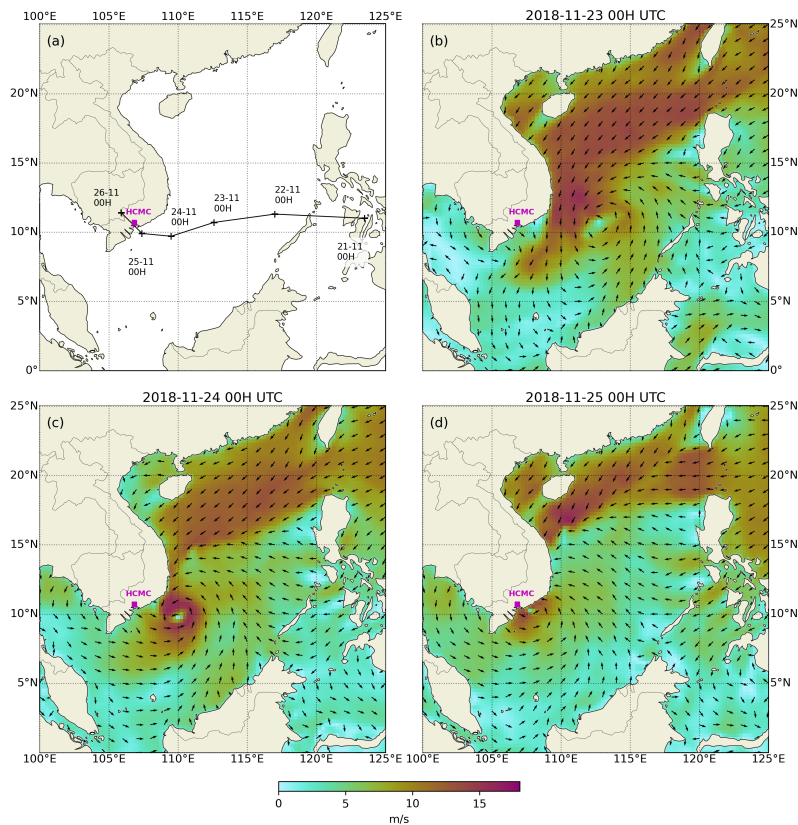 100°E 105°E 110°E 115°E 120°E 125°E
2018-11-23 00H UTC
(a)
(b)
25°N
20°N
20°N
15°N
15°N
10°N
10°N
5°N
5°N
0°
0°
26-11
00H
HCMC
24-11
00H
23-11
00H
22-11
00H
21-11
00H
25-11
00H
HCMC
2018-11-24 00H UTC
2018-11-25 00H UTC
(c)
(d)
25°N
25°N
20°N
20°N
15°N
15°N
10°N
10°N
5°N
5°N
HCMC
HCMC
100°E 105°E 110°E 115°E 120°E 125°E
100°E 105°E 110°E 115°E 120°E 125°E
0 5 10 15
m/s